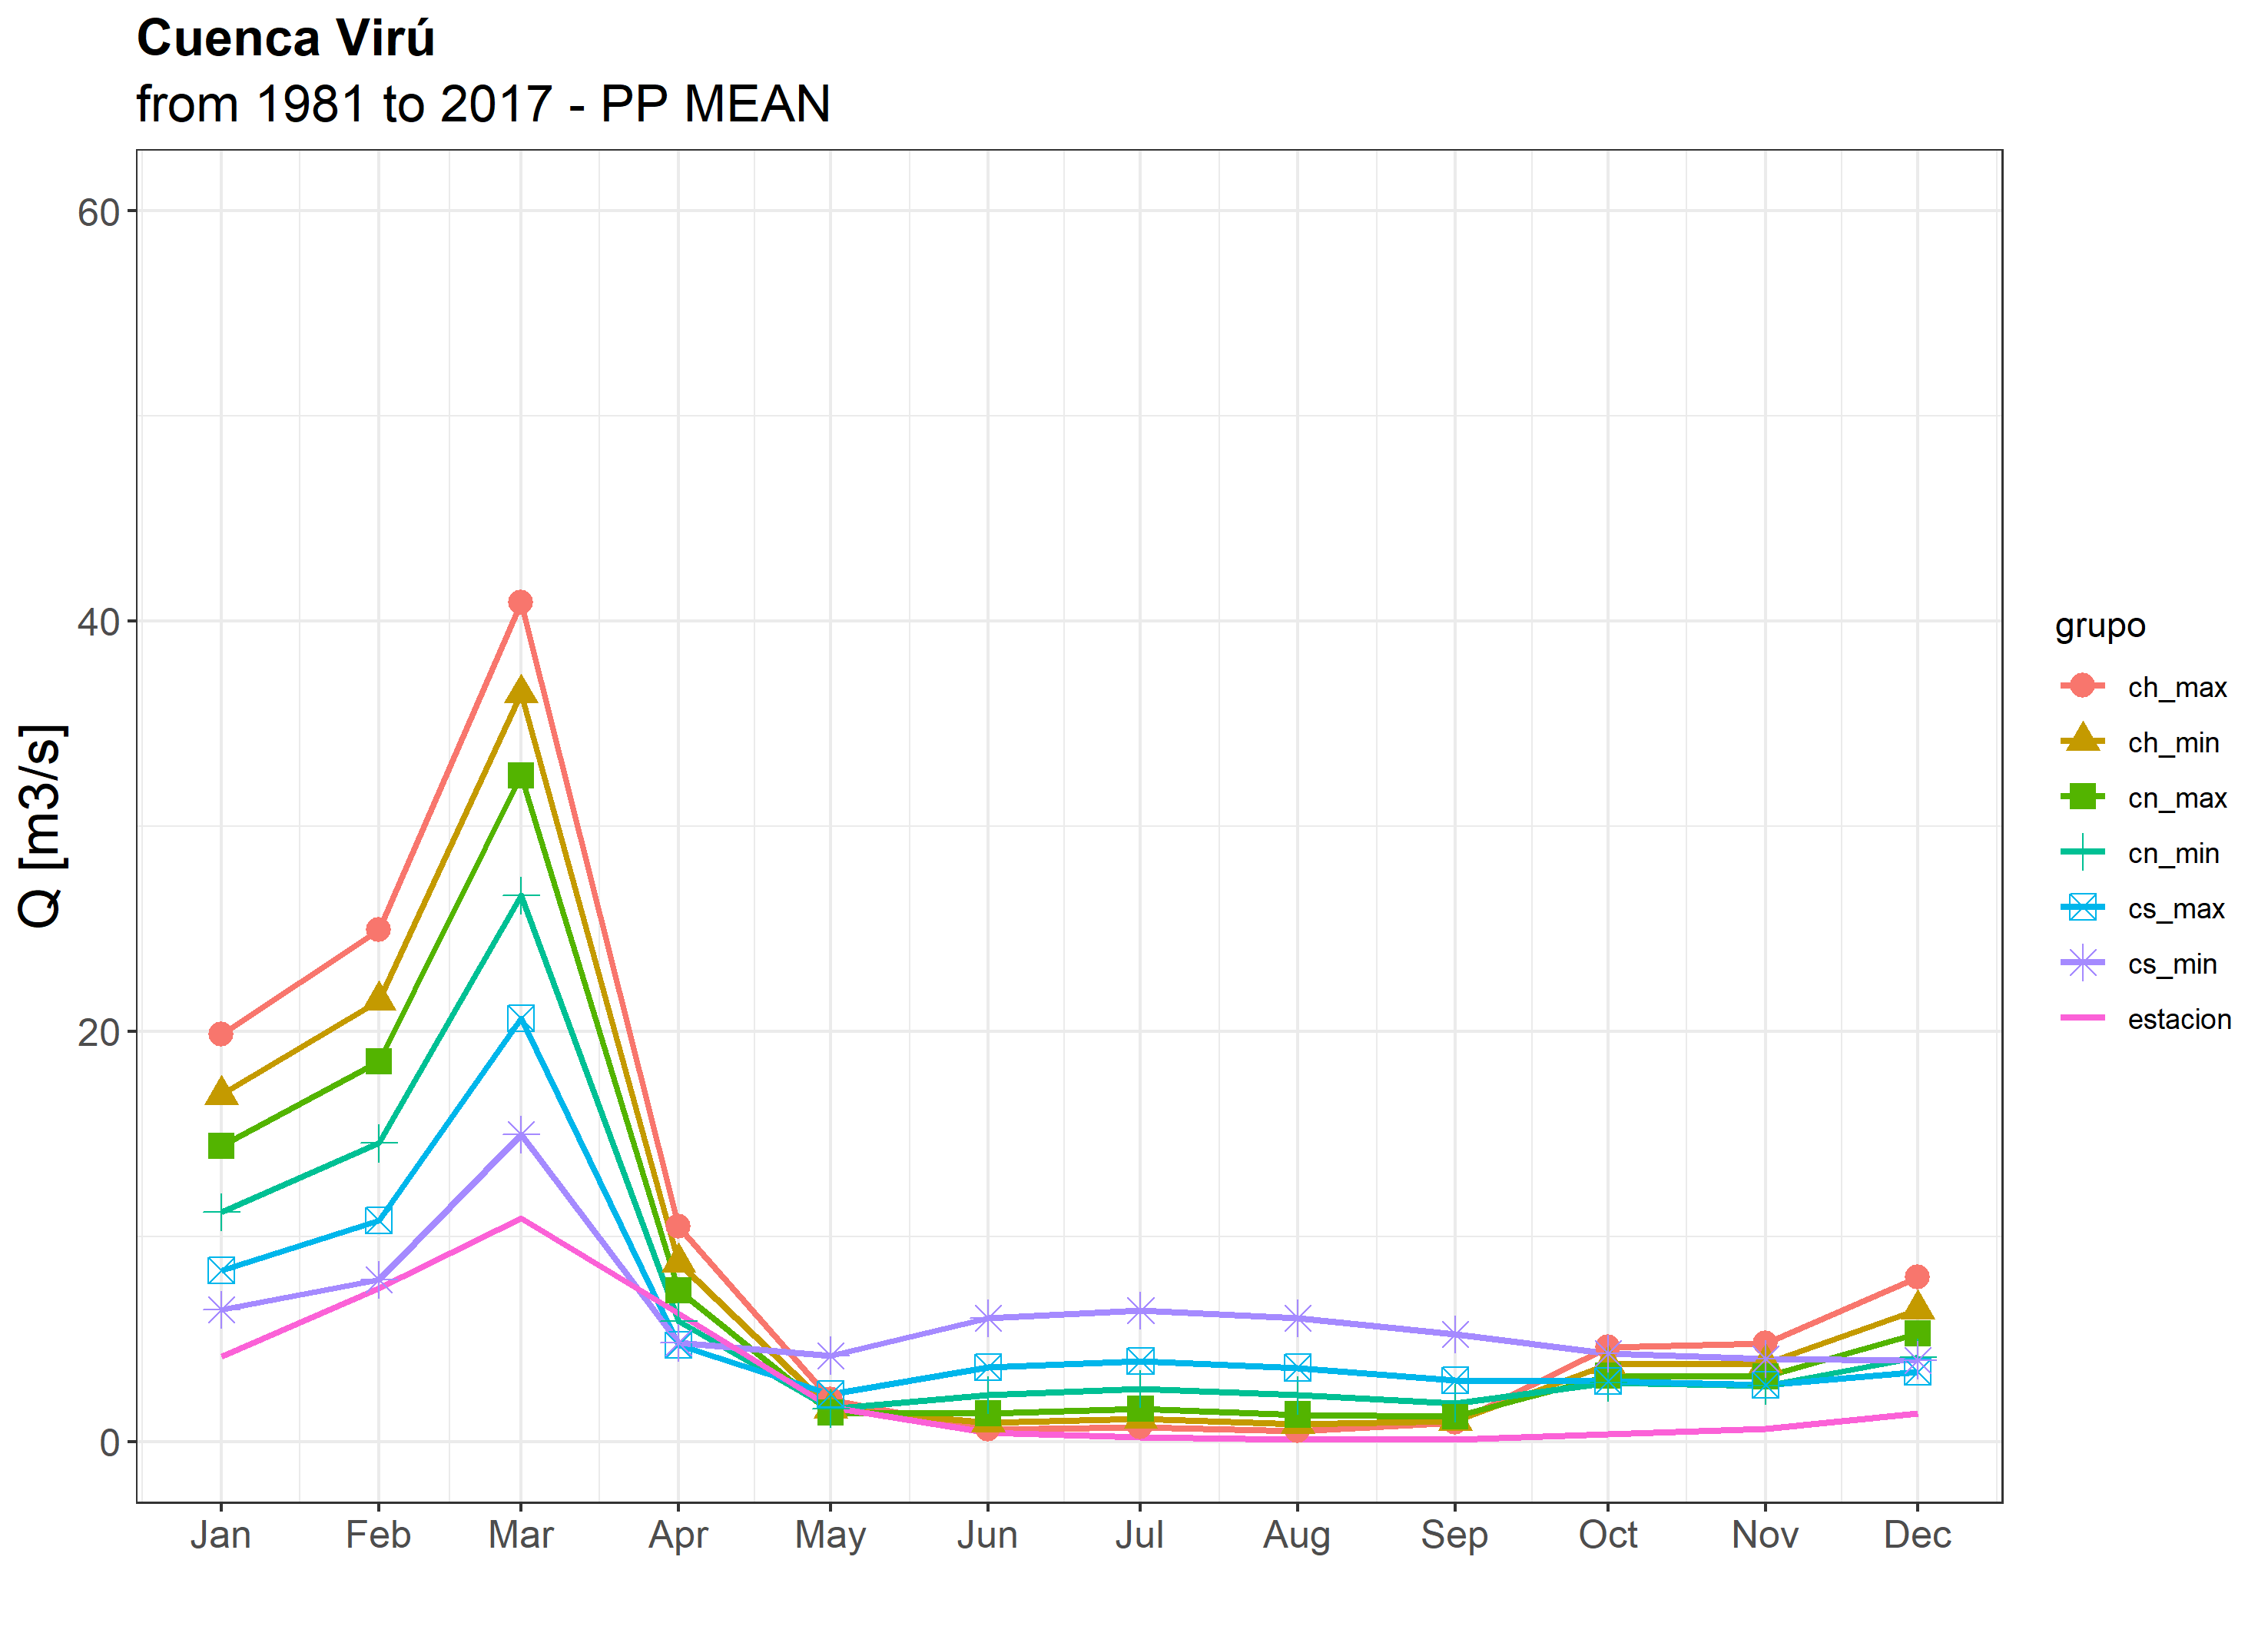 Cuenca Virú
from 1981 to 2017 - PP MEAN
Q [m3/s]
60
40
20
0
Jan Feb Mar Apr May Jun Jul Aug Sep Oct Nov Dec
grupo
ch_max
ch_min
cn_max
cn_min
cs_max
cs_min
estacion